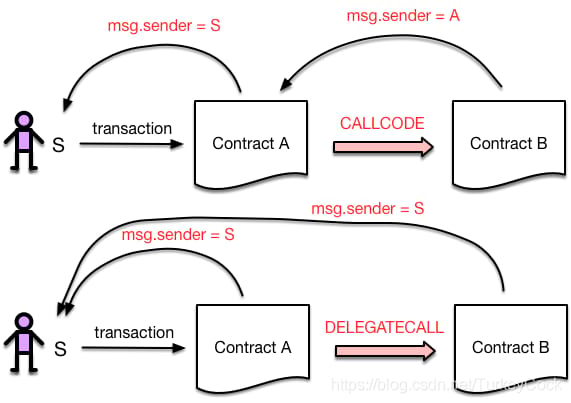 msg.sender = S
msg.sender = A
transaction
CALLCODE
S
Contract A
Contract B
msg.sender = S
msg.sender = S
transaction
DELEGATECALL
S
Contract A
Contract B
https://blog.csdn.net/TurkeyCock